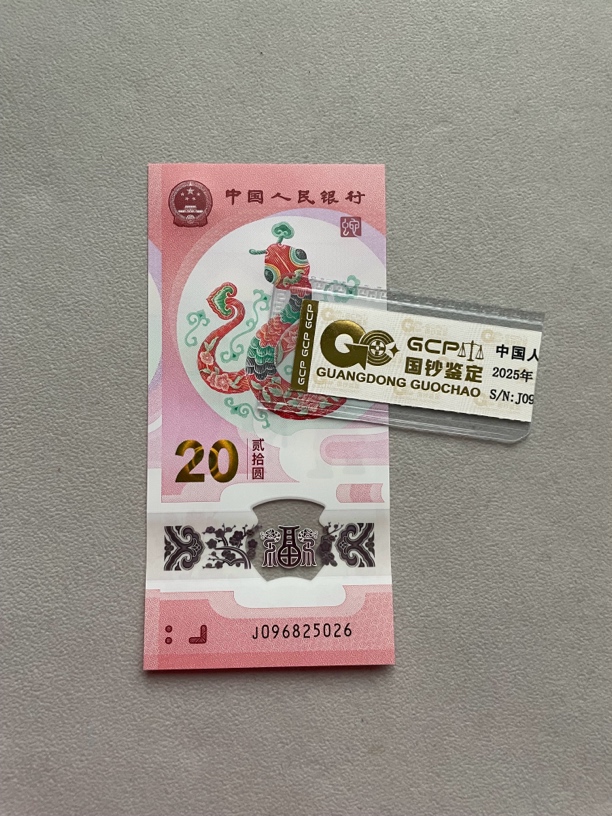 中国人民银行
GCP GCP GCP
GCP
国钞鉴定
GUANGDONG GUOCHAO
中国人
2025年
S/N:J09
20
贰拾圆
J096825026